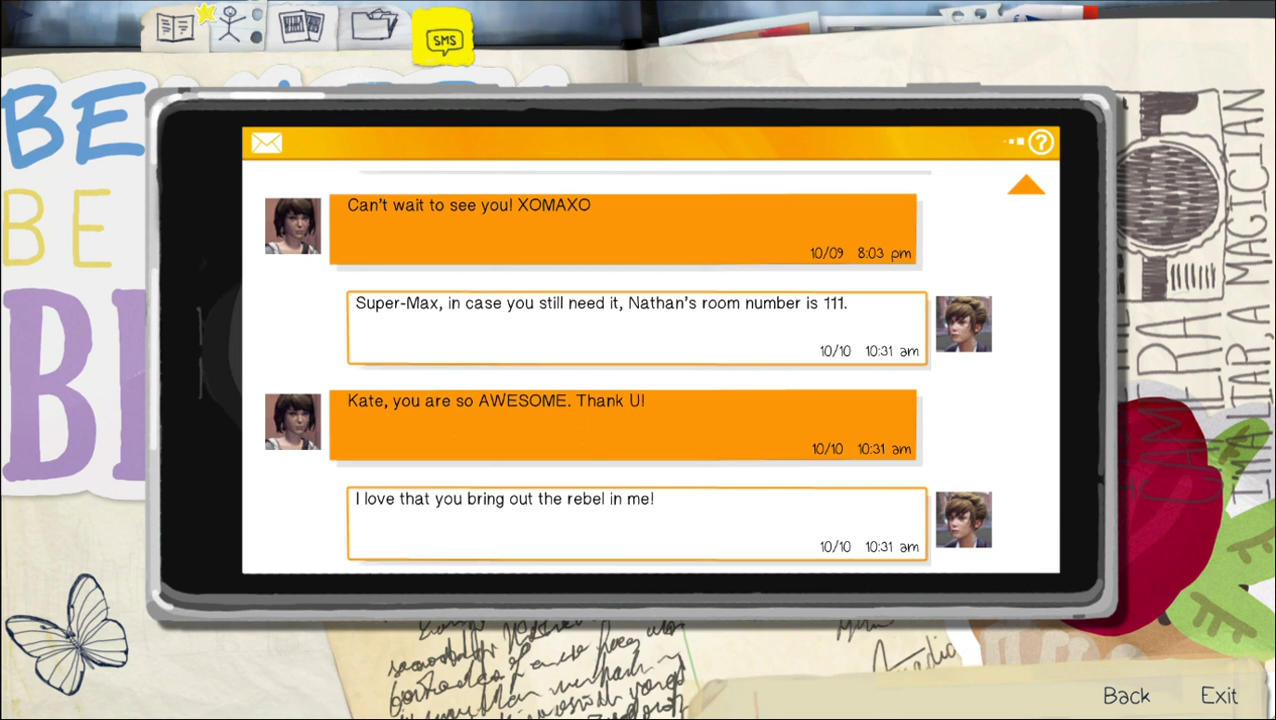 SMS
BE
BE
?
Can't wait to see you! XOMAXO
10/09 8:03 pm
Super-Max, in case you still need it, Nathan's room number is 111.
10/10 10:31 am
Kate, you are so AWESOME. Thank U!
10/10 10:31 am
I love that you bring out the rebel in me!
10/10 10:31 am
CAMERA
LIAR, A MAGICIAN
Back
Exit